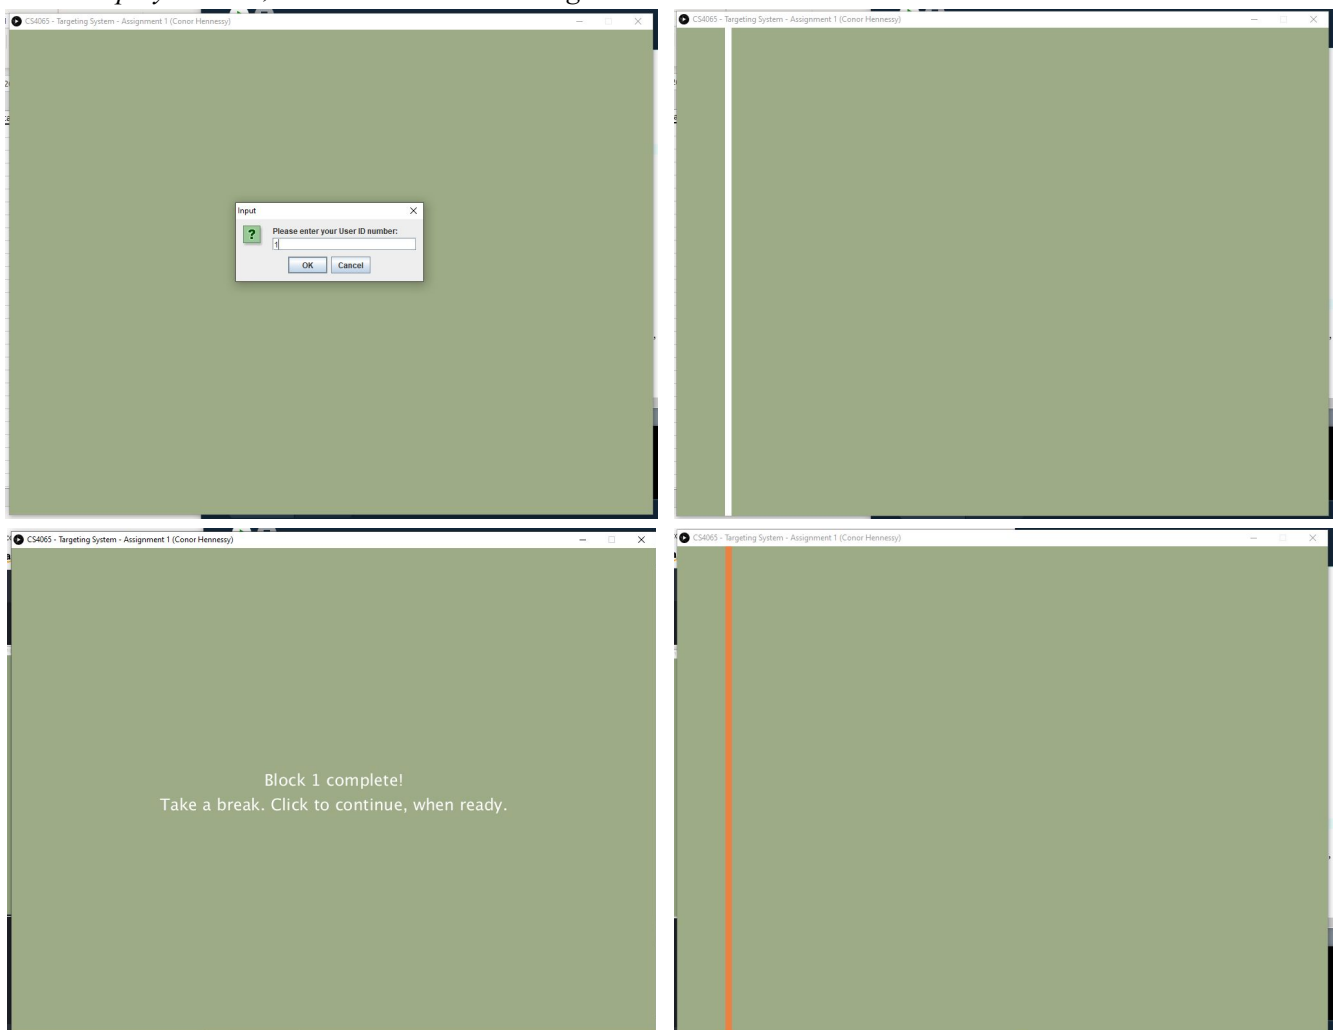 CS4065 - Targeting System - Assignment 1 (Conor Hennessy)
Input
Please enter your User ID number:
1
OK
Cancel
CS4065 - Targeting System - Assignment 1 (Conor Hennessy)
CS4065 - Targeting System - Assignment 1 (Conor Hennessy)
Block 1 complete!
Take a break. Click to continue, when ready.
CS4065 - Targeting System - Assignment 1 (Conor Hennessy)